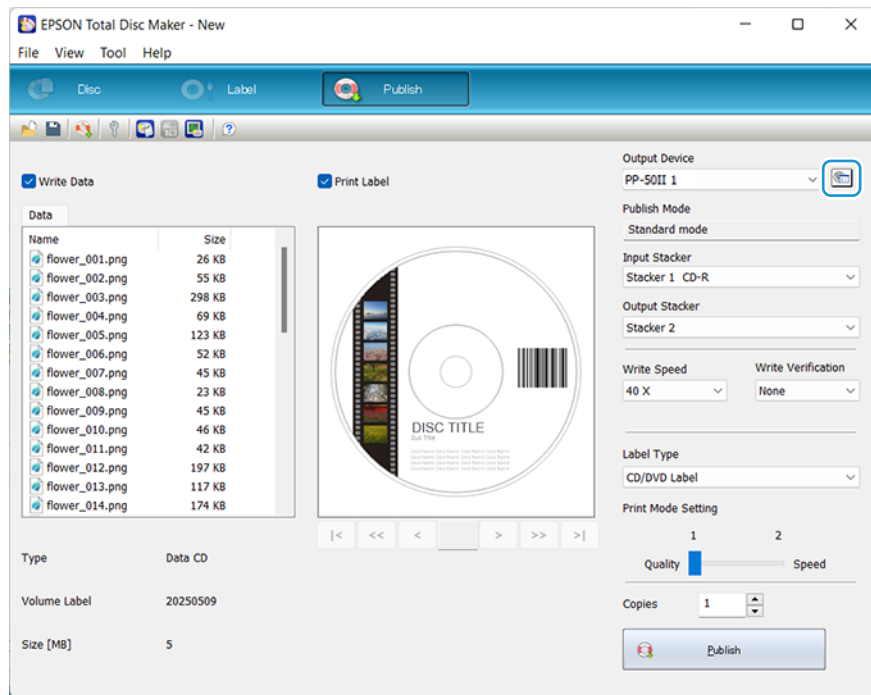 EPSON Total Disc Maker - New
File View Tool Help
Disc Label Publish
Write Data
Data
Name Size
flower_001.png 26 KB
flower_002.png 55 KB
flower_003.png 298 KB
flower_004.png 69 KB
flower_005.png 123 KB
flower_006.png 52 KB
flower_007.png 45 KB
flower_008.png 23 KB
flower_009.png 45 KB
flower_010.png 46 KB
flower_011.png 42 KB
flower_012.png 197 KB
flower_013.png 117 KB
flower_014.png 174 KB
Type Data CD
Volume Label 20250509
Size [MB] 5
Print Label
DISC TITLE
Sub Title
|< << < > >> >|
Output Device
PP-50II 1
Publish Mode
Standard mode
Input Stacker
Stacker 1 CD-R
Output Stacker
Stacker 2
Write Speed Write Verification
40 X None
Label Type
CD/DVD Label
Print Mode Setting
1 2
Quality Speed
Copies 1
Publish